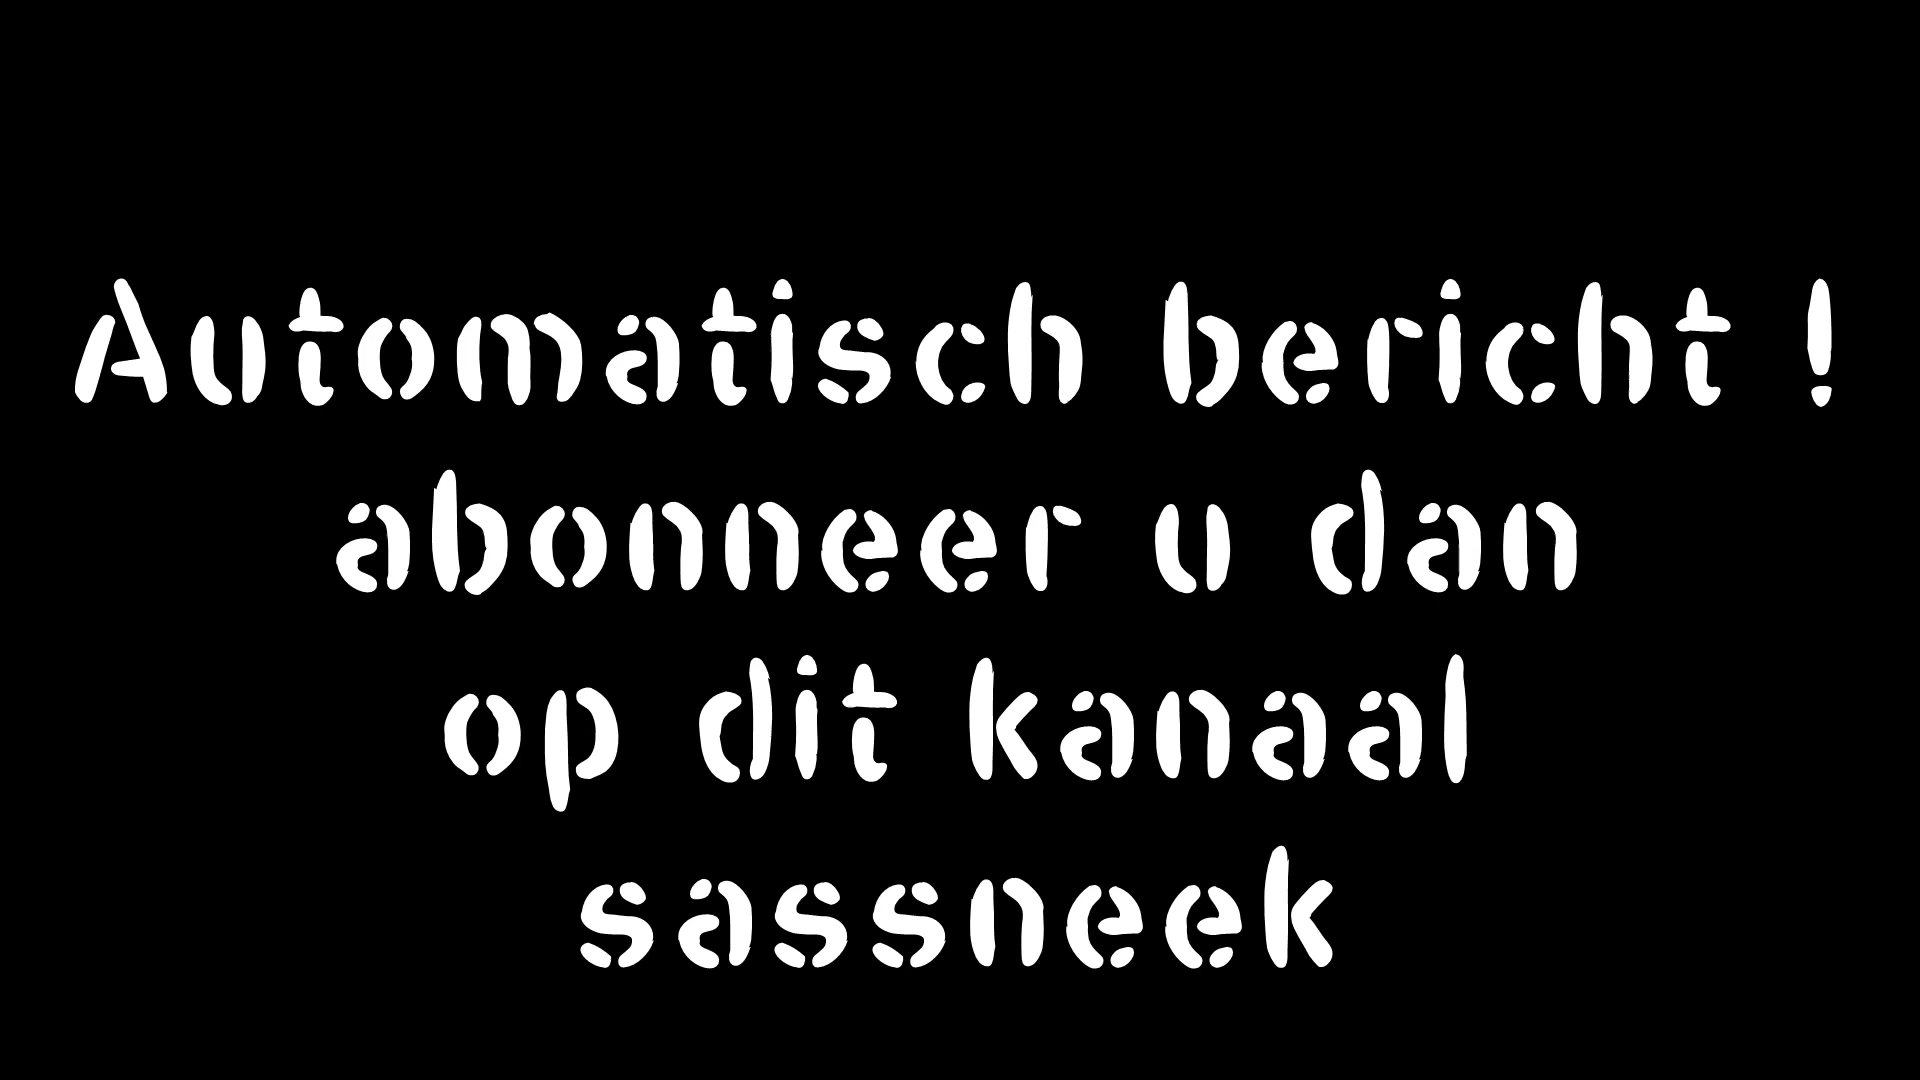 Automatisch bericht !
abonneer u dan
op dit kanaal
sassneek